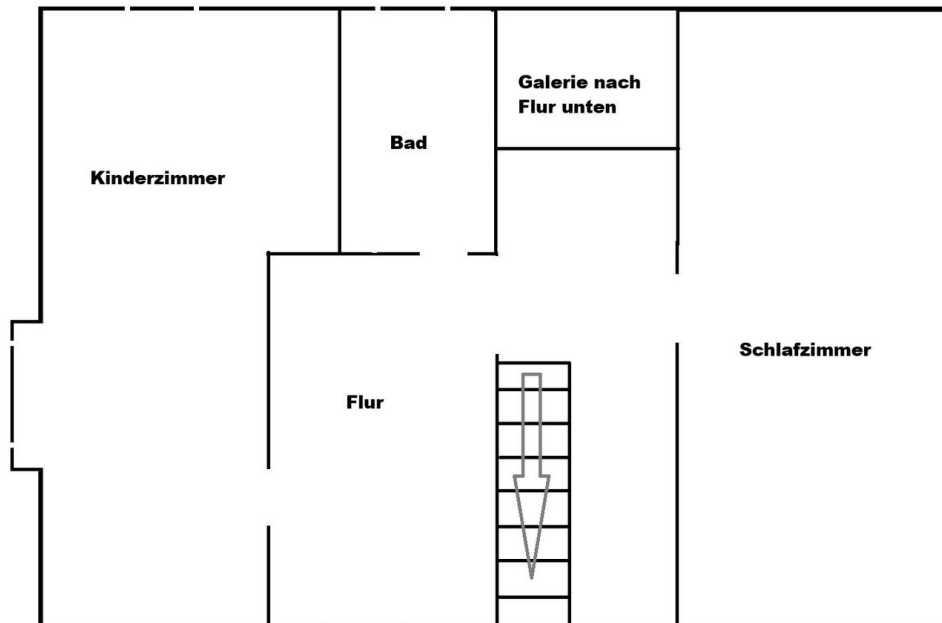 Galerie nach
Flur unten
Bad
Kinderzimmer
Schlafzimmer
Flur